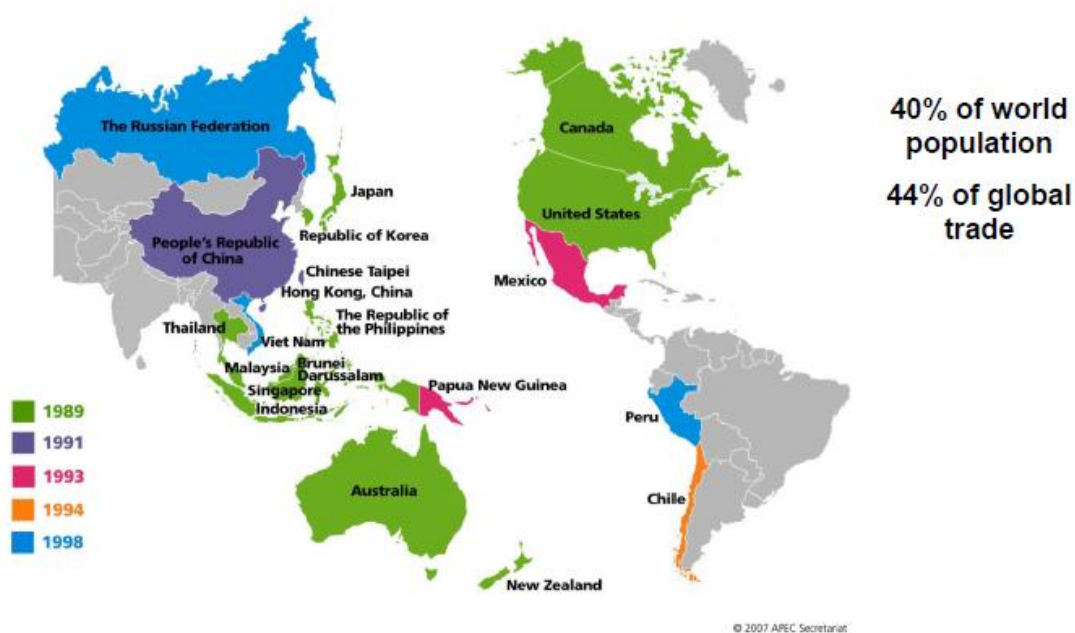 The Russian Federation
Japan
Republic of Korea
People's Republic
of China
Chinese Taipei
Hong Kong, China
The Republic of
the Philippines
Thailand
Viet Nam
Malaysia
Brunei
Darussalam
Singapore
Indonesia
Papua New Guinea
Australia
New Zealand
Canada
United States
Mexico
Peru
Chille
40% of world
population
44% of global
trade
1989
1991
1993
1994
1998
© 2007 APEC Secretariat